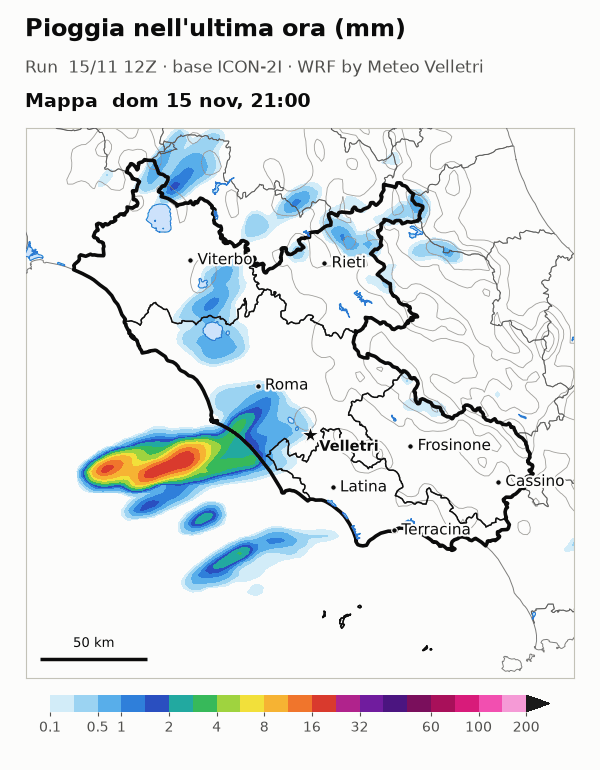 Pioggia nell'ultima ora (mm)
Run  15/11 12Z · base ICON-2I · WRF by Meteo Velletri
Mappa  dom 15 nov, 21:00
Viterbo
Rieti
Roma
Velletri
Frosinone
Latina
Cassino
Terracina
50 km
0.1 0.5 1 2 4 8 16 32 60 100 200